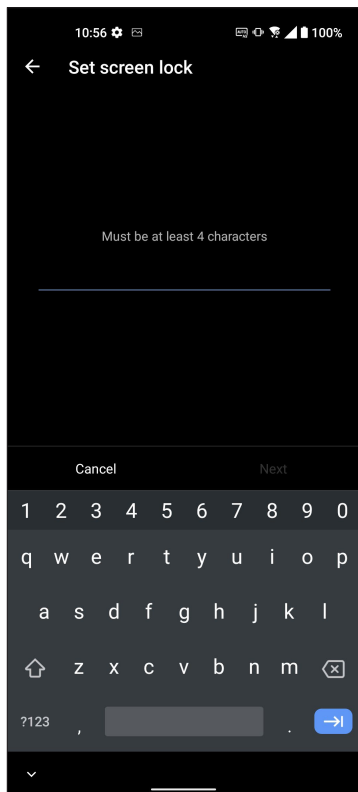 10:56 100%
Set screen lock
Must be at least 4 characters
Cancel Next
1 2 3 4 5 6 7 8 9 0
q w e r t y u i o p
a s d f g h j k l
z x c v b n m
?123 , .